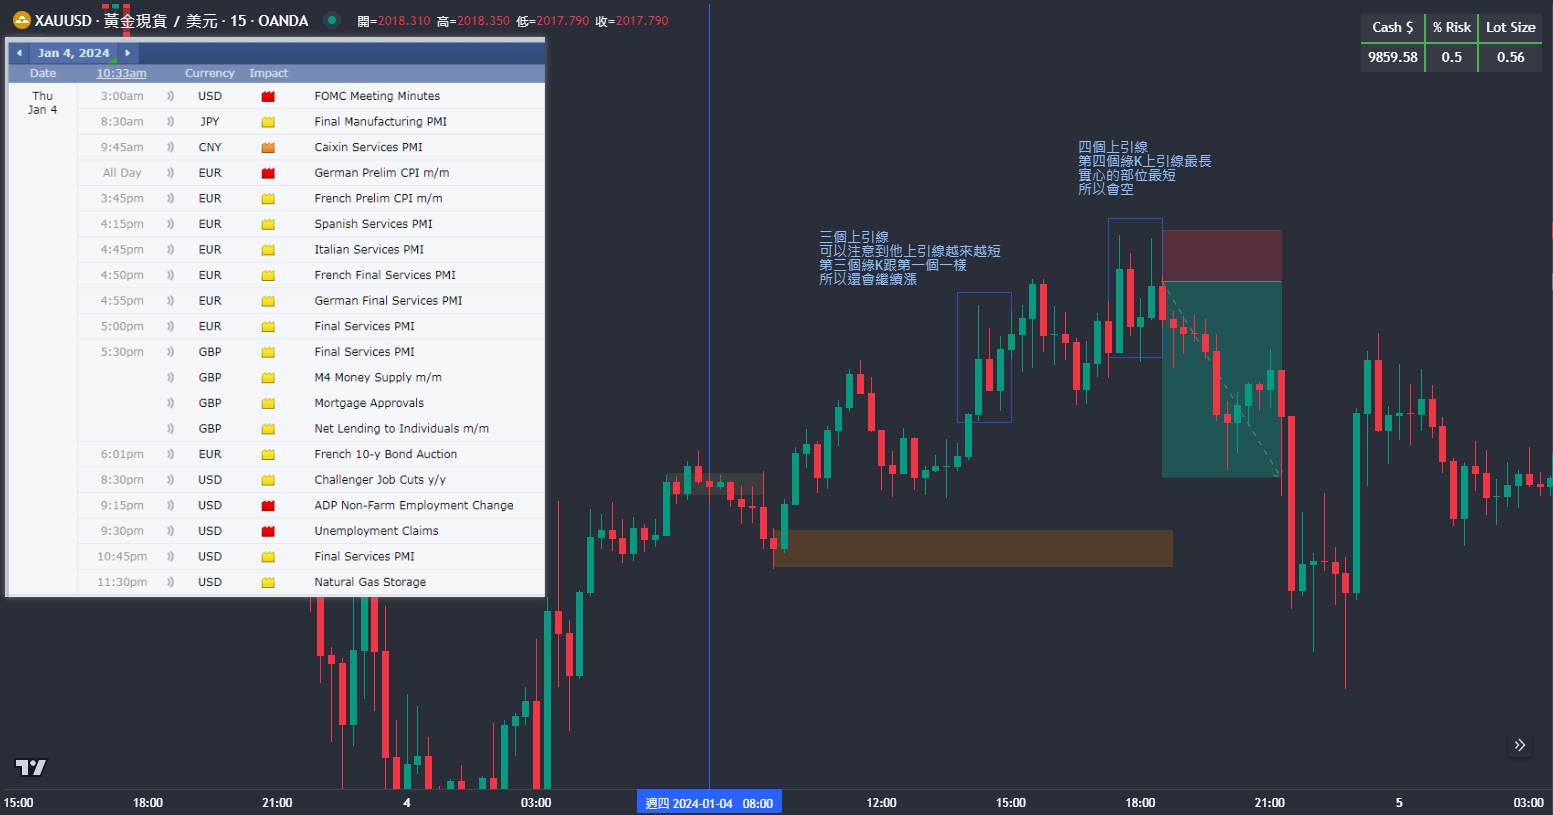 XAUUSD · 黃金現貨 / 美元 · 15 · OANDA 開=2018.310 高=2018.350 低=2017.790 收=2017.790
Cash $ % Risk Lot Size
9859.58 0.5 0.56
Jan 4, 2024
Date 10:33am Currency Impact
Thu Jan 4 3:00am USD FOMC Meeting Minutes
8:30am JPY Final Manufacturing PMI
9:45am CNY Caixin Services PMI
All Day EUR German Prelim CPI m/m
3:45pm EUR French Prelim CPI m/m
4:15pm EUR Spanish Services PMI
4:45pm EUR Italian Services PMI
4:50pm EUR French Final Services PMI
4:55pm EUR German Final Services PMI
5:00pm EUR Final Services PMI
5:30pm GBP Final Services PMI
GBP M4 Money Supply m/m
GBP Mortgage Approvals
GBP Net Lending to Individuals m/m
6:01pm EUR French 10-y Bond Auction
8:30pm USD Challenger Job Cuts y/y
9:15pm USD ADP Non-Farm Employment Change
9:30pm USD Unemployment Claims
10:45pm USD Final Services PMI
11:30pm USD Natural Gas Storage
四個上引線
第四個綠K上引線最長
實心的部位最短
所以會空
三個上引線
可以注意到他上引線越來越短
第三個綠K跟第一個一樣
所以還會繼續漲
15:00 18:00 21:00 4 03:00 週四 2024-01-04 08:00 12:00 15:00 18:00 21:00 5 03:00